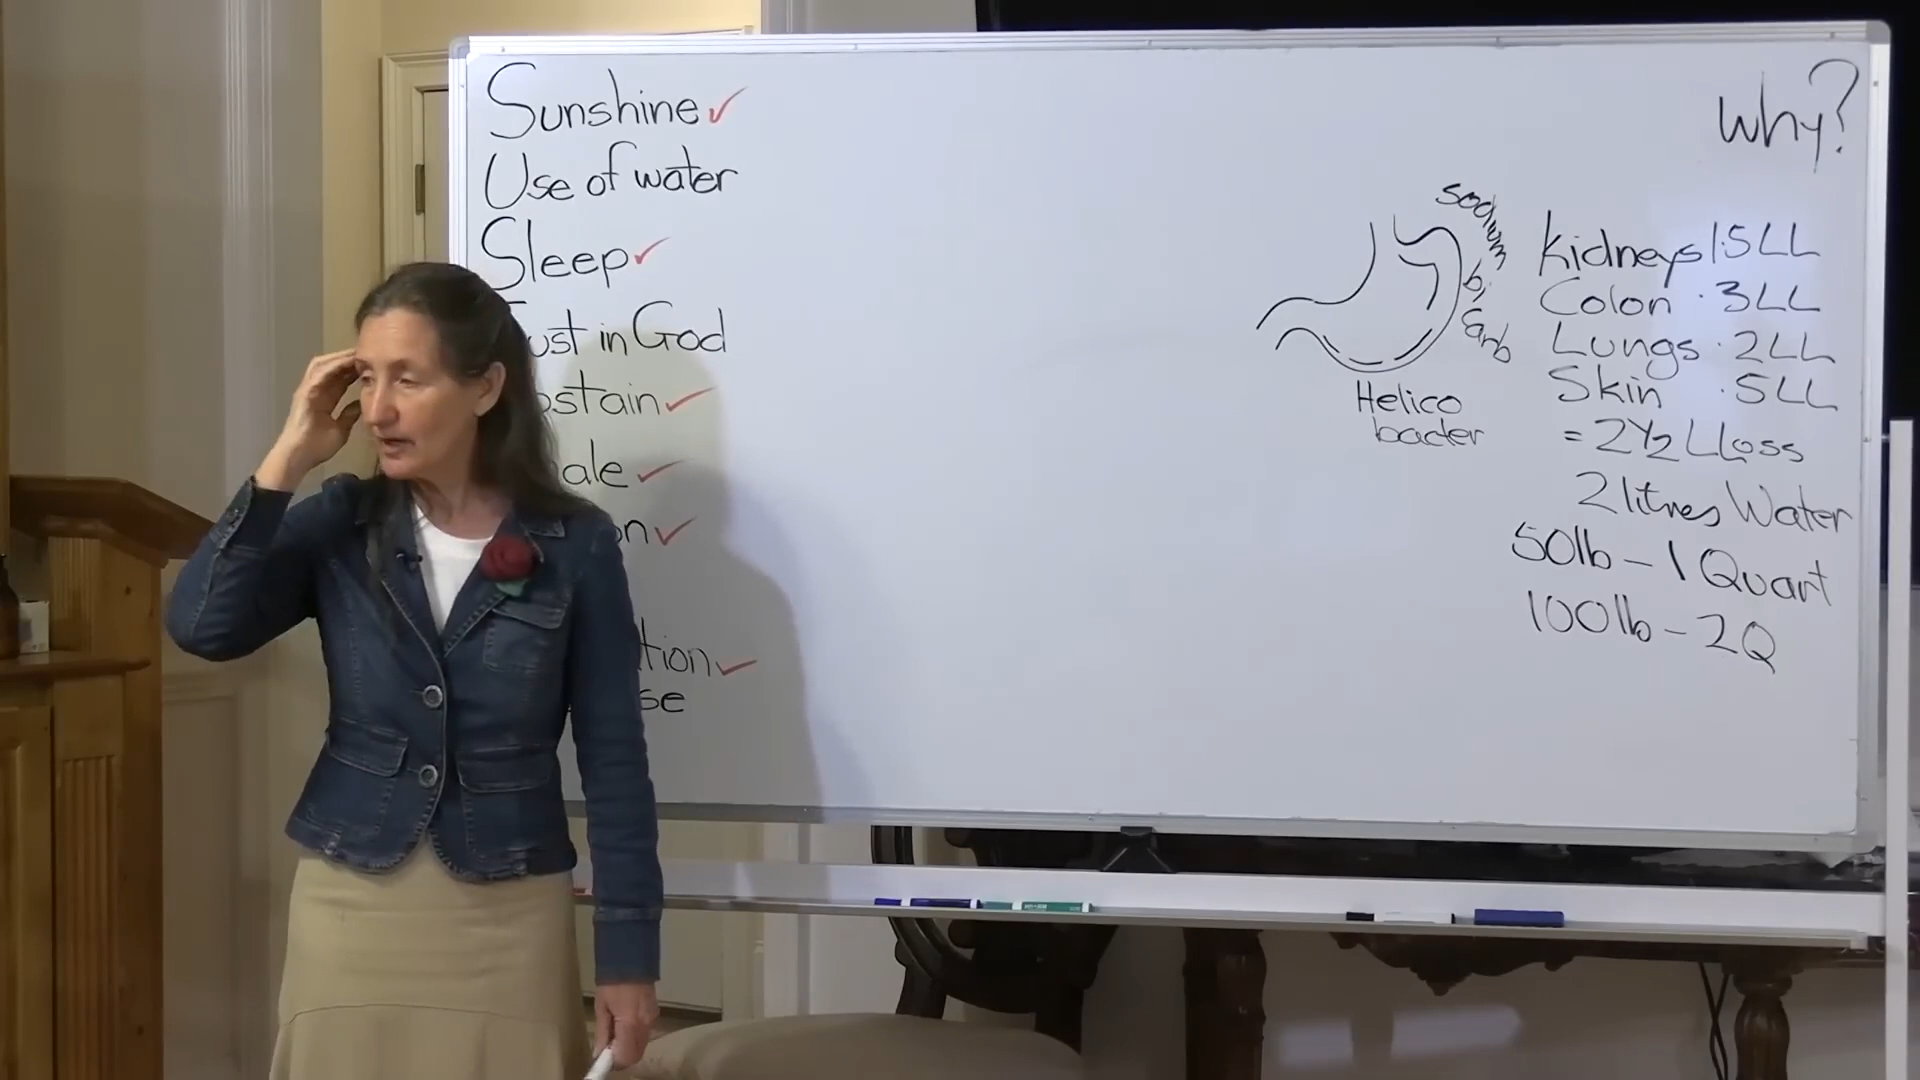 Sunshine✓
Use of water
Sleep✓
ust in God
bstain✓
ale✓
on✓
tion✓
se
Why?
sodium
bi
Carb
Helico
bacter
Kidneys 1.5LL
Colon .3LL
Lungs .2LL
Skin .5LL
= 2½ L Loss
2 litres Water
50lb - 1 Quart
100lb - 2Q